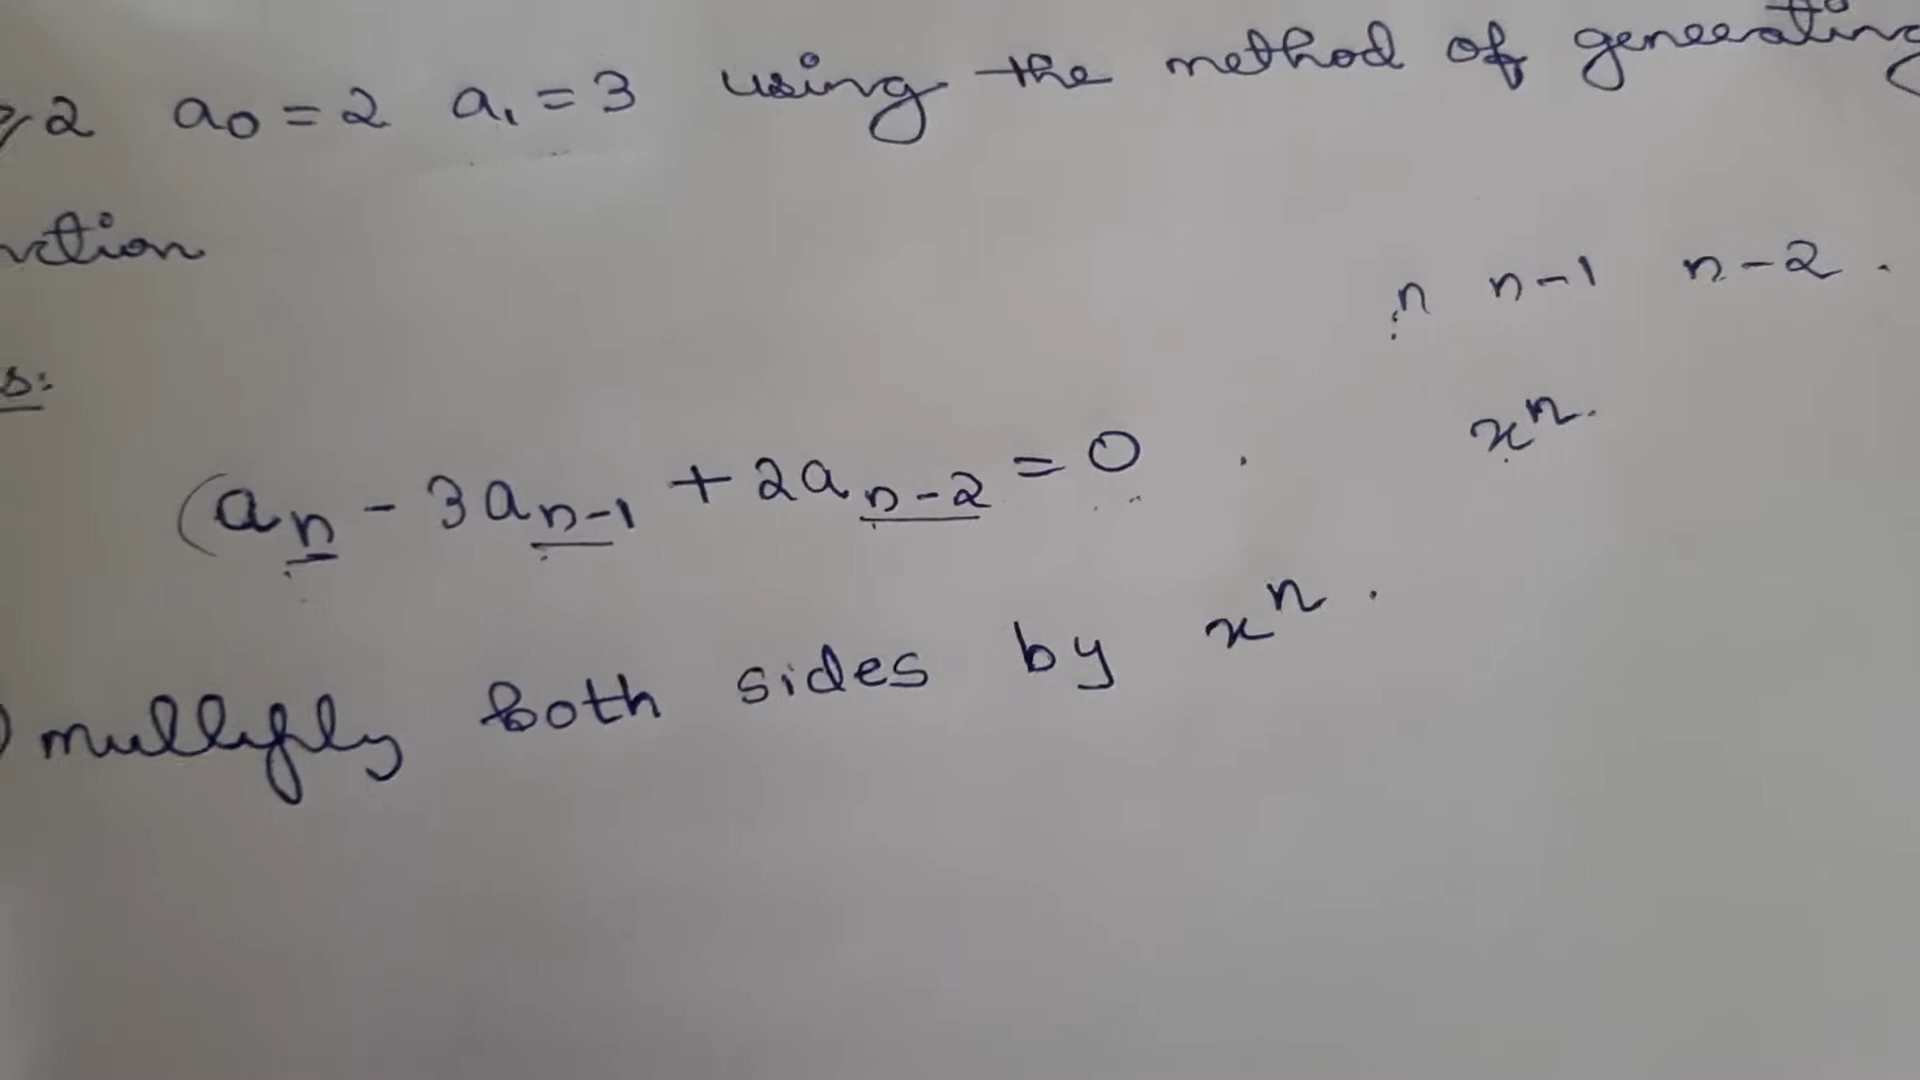 ≥2 a₀ = 2 a₁ = 3 using the method of generating
n n-1 n-2 .
s:
xⁿ.
(aₙ - 3aₙ₋₁ + 2aₙ₋₂ = 0 .
multiply both sides by xⁿ .